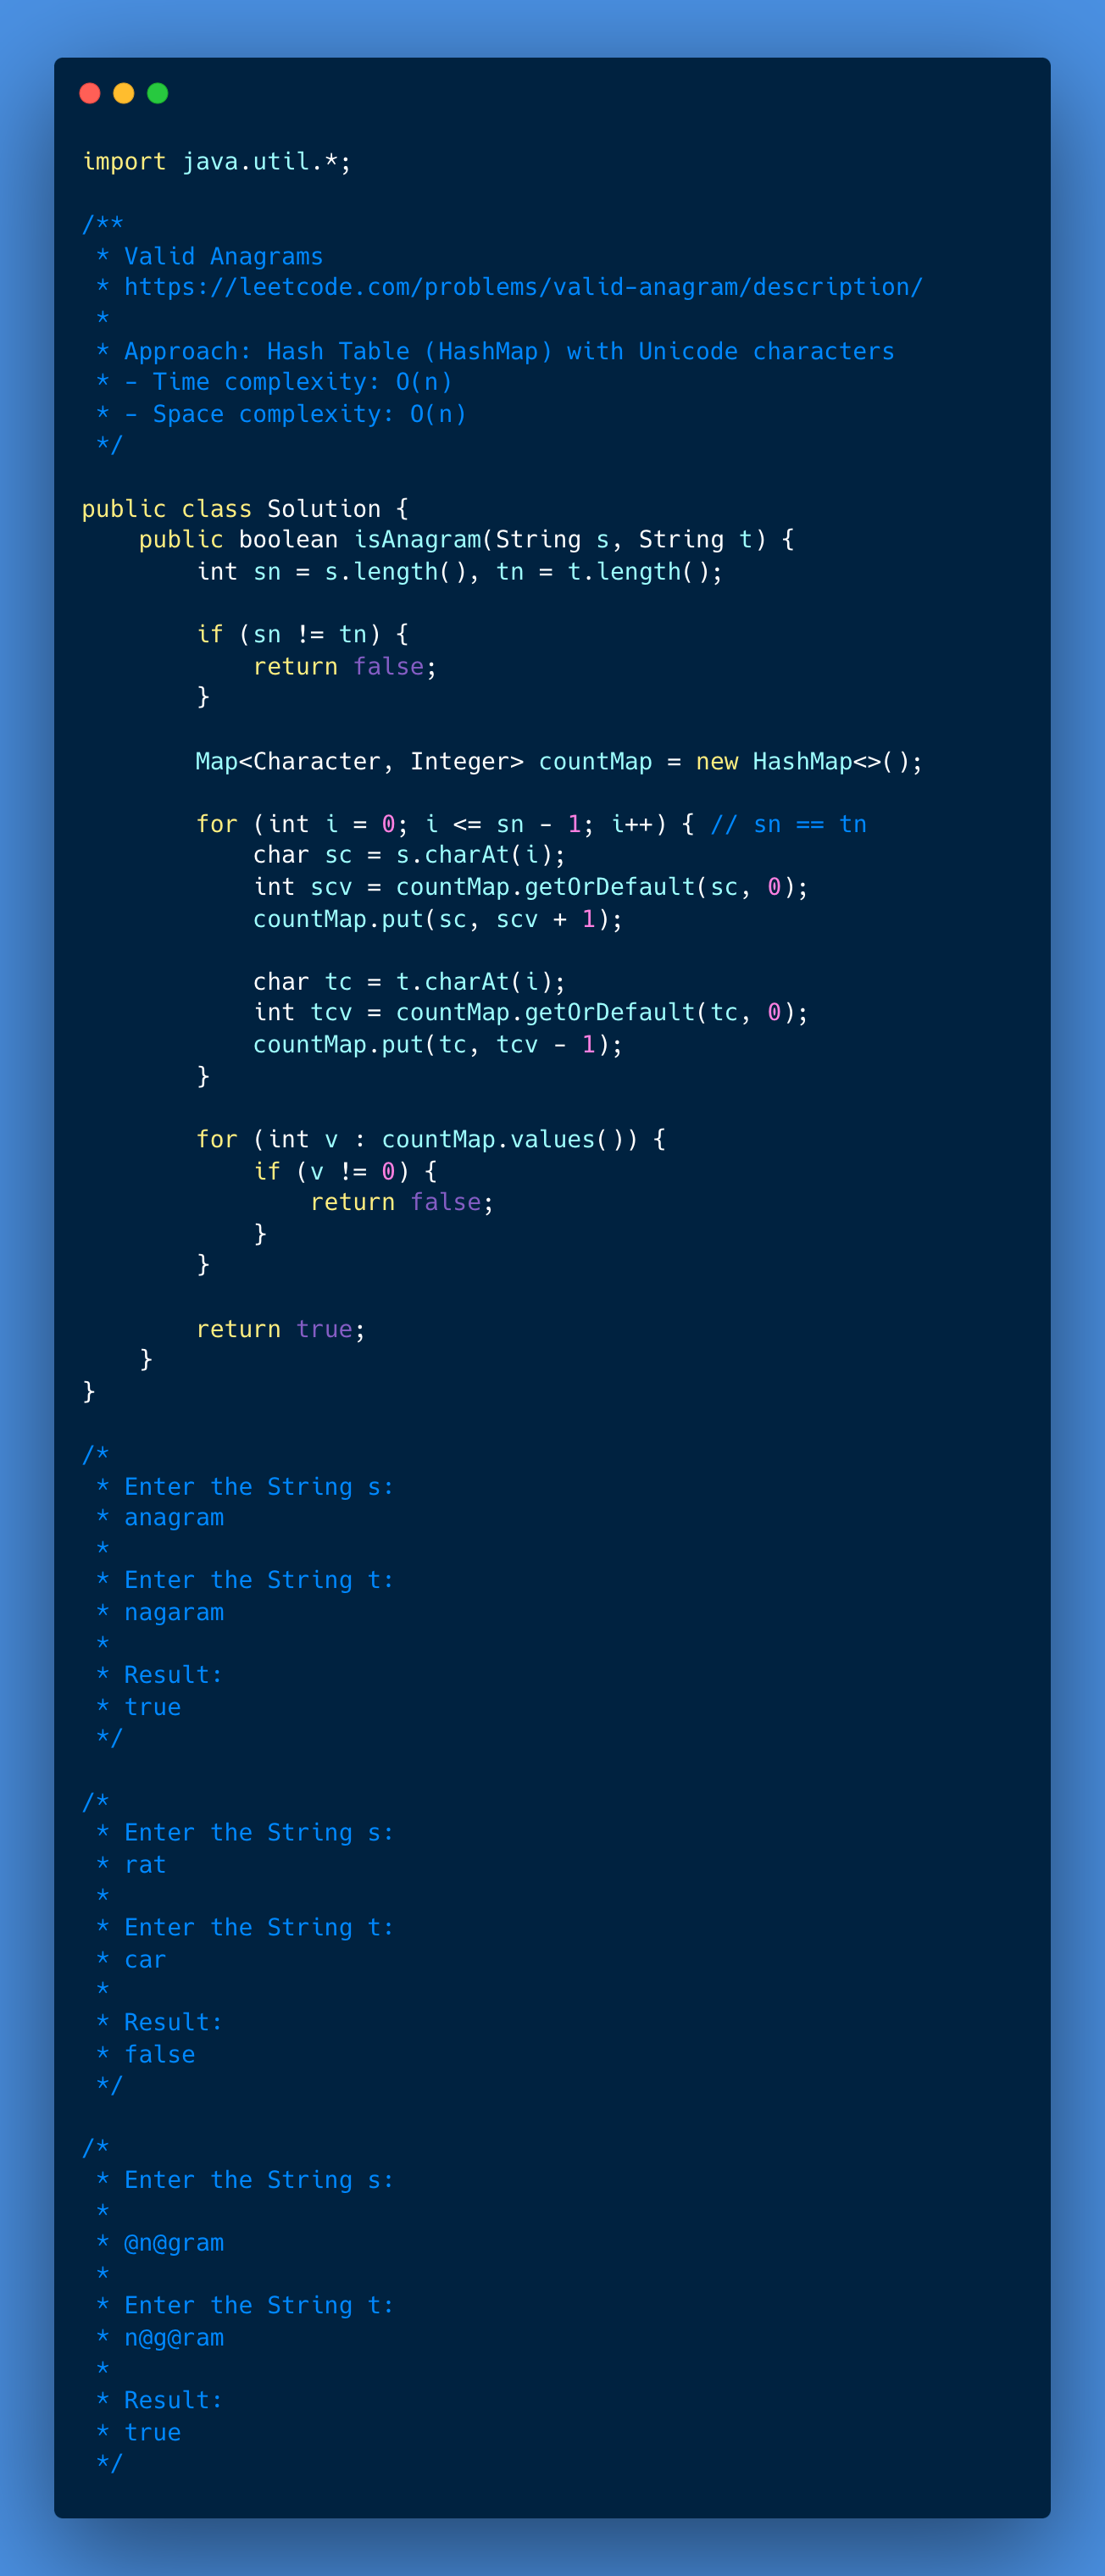 import java.util.*;

/**
 * Valid Anagrams
 * https://leetcode.com/problems/valid-anagram/description/
 *
 * Approach: Hash Table (HashMap) with Unicode characters
 * - Time complexity: O(n)
 * - Space complexity: O(n)
 */

public class Solution {
    public boolean isAnagram(String s, String t) {
        int sn = s.length(), tn = t.length();

        if (sn != tn) {
            return false;
        }

        Map<Character, Integer> countMap = new HashMap<>();

        for (int i = 0; i <= sn - 1; i++) { // sn == tn
            char sc = s.charAt(i);
            int scv = countMap.getOrDefault(sc, 0);
            countMap.put(sc, scv + 1);

            char tc = t.charAt(i);
            int tcv = countMap.getOrDefault(tc, 0);
            countMap.put(tc, tcv - 1);
        }

        for (int v : countMap.values()) {
            if (v != 0) {
                return false;
            }
        }

        return true;
    }
}

/*
 * Enter the String s:
 * anagram
 *
 * Enter the String t:
 * nagaram
 *
 * Result:
 * true
 */

/*
 * Enter the String s:
 * rat
 *
 * Enter the String t:
 * car
 *
 * Result:
 * false
 */

/*
 * Enter the String s:
 *
 * @n@gram
 *
 * Enter the String t:
 * n@g@ram
 *
 * Result:
 * true
 */